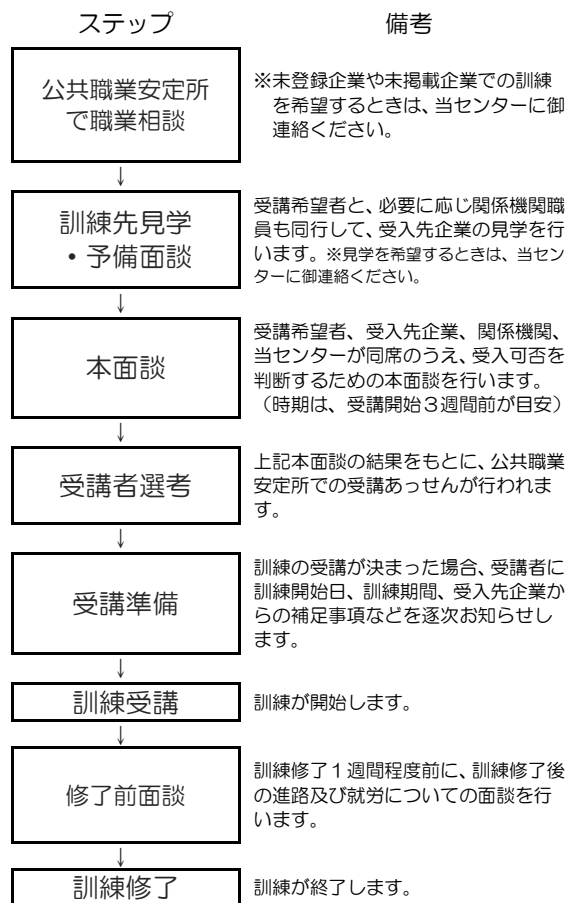 ステップ
備考
公共職業安定所
で職業相談
※未登録企業や未掲載企業での訓練
を希望するときは、当センターに御
連絡ください。
↓
訓練先見学
・予備面談
受講希望者と、必要に応じ関係機関職
員も同行して、受入先企業の見学を行
います。※見学を希望するときは、当セン
ターに御連絡ください。
↓
本面談
受講希望者、受入先企業、関係機関、
当センターが同席のうえ、受入可否を
判断するための本面談を行います。
（時期は、受講開始３週間前が目安）
↓
受講者選考
上記本面談の結果をもとに、公共職業
安定所での受講あっせんが行われま
す。
↓
受講準備
訓練の受講が決まった場合、受講者に
訓練開始日、訓練期間、受入先企業か
らの補足事項などを逐次お知らせし
ます。
↓
訓練受講
訓練が開始します。
↓
修了前面談
訓練修了１週間程度前に、訓練修了後
の進路及び就労についての面談を行
います。
↓
訓練修了
訓練が終了します。